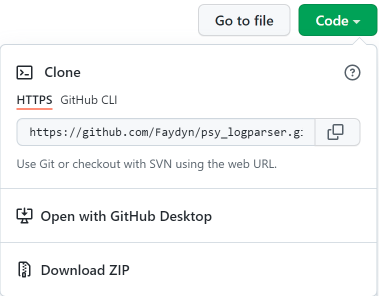 Go to file
Code
Clone
HTTPS GitHub CLI
https://github.com/Faydyn/psy_logparser.gi
Use Git or checkout with SVN using the web URL.
Open with GitHub Desktop
Download ZIP